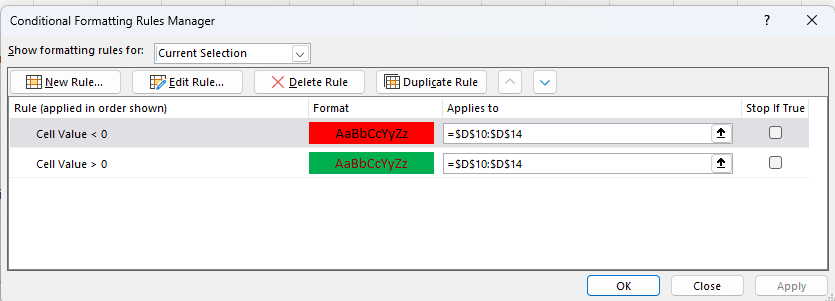 Conditional Formatting Rules Manager ? ×
Show formatting rules for: Current Selection
New Rule... Edit Rule... Delete Rule Duplicate Rule
Rule (applied in order shown) Format Applies to Stop If True
Cell Value < 0 AaBbCcYyZz =$D$10:$D$14
Cell Value > 0 AaBbCcYyZz =$D$10:$D$14
OK Close Apply